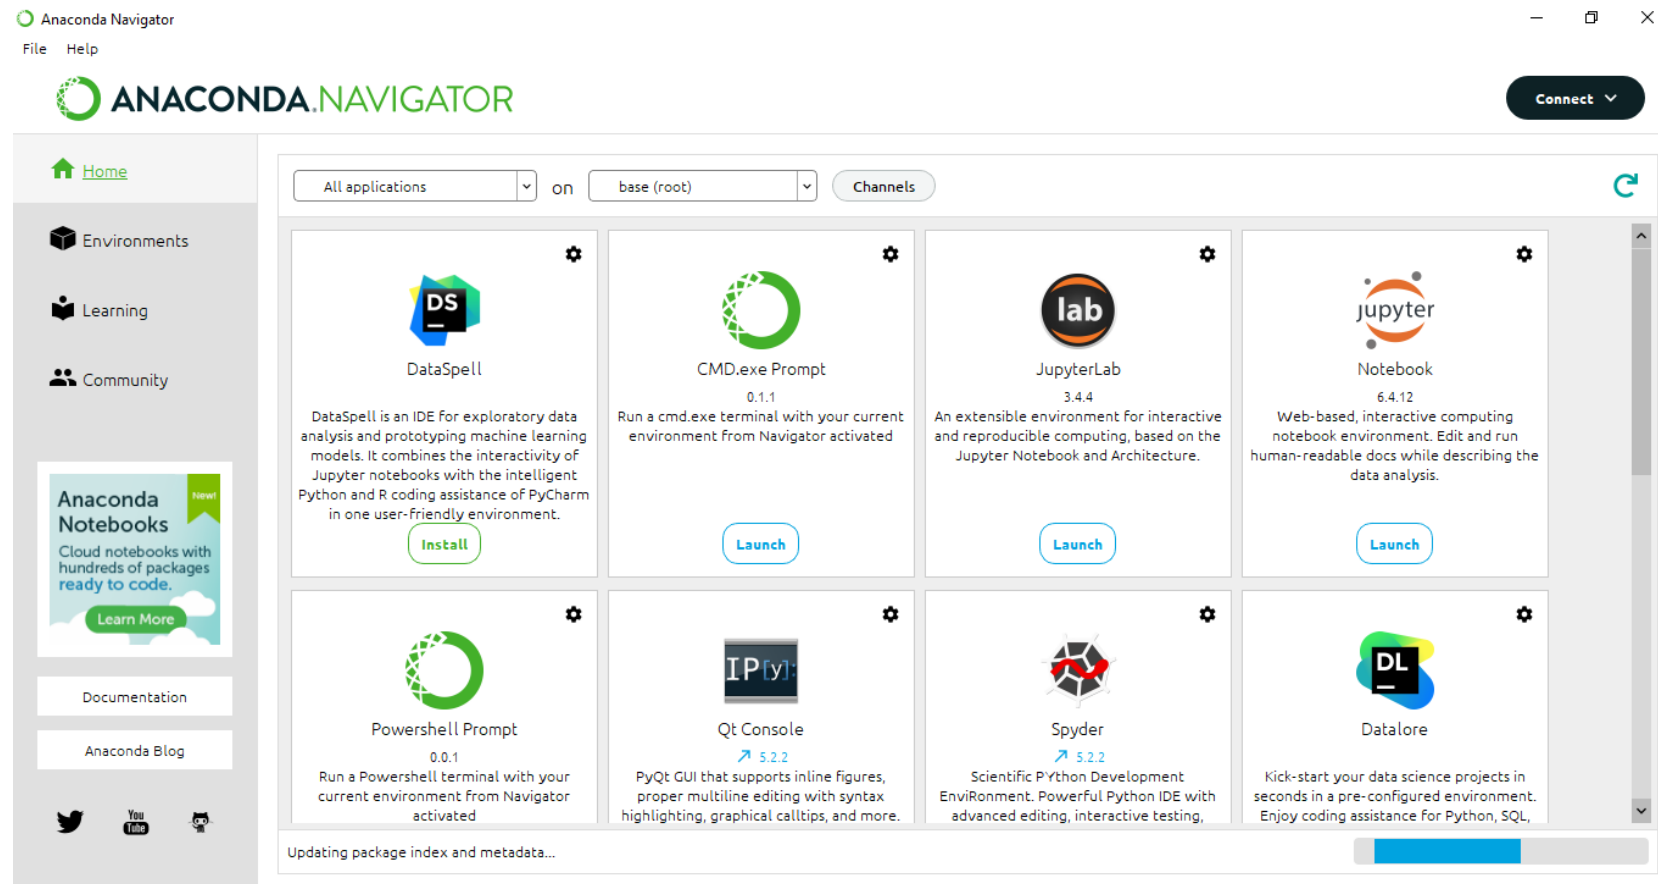 Anaconda Navigator
File Help
ANACONDA.NAVIGATOR
Connect
Home
Environments
Learning
Community
Anaconda
Notebooks
New!
Cloud notebooks with
hundreds of packages
ready to code.
Learn More
Documentation
Anaconda Blog
You
Tube
All applications on base (root) Channels
DS
DataSpell
DataSpell is an IDE for exploratory data
analysis and prototyping machine learning
models. It combines the interactivity of
Jupyter notebooks with the intelligent
Python and R coding assistance of PyCharm
in one user-friendly environment.
Install
CMD.exe Prompt
0.1.1
Run a cmd.exe terminal with your current
environment from Navigator activated
Launch
lab
JupyterLab
3.4.4
An extensible environment for interactive
and reproducible computing, based on the
Jupyter Notebook and Architecture.
Launch
jupyter
Notebook
6.4.12
Web-based, interactive computing
notebook environment. Edit and run
human-readable docs while describing the
data analysis.
Launch
Powershell Prompt
0.0.1
Run a Powershell terminal with your
current environment from Navigator
activated
IP[y]:
Qt Console
5.2.2
PyQt GUI that supports inline figures,
proper multiline editing with syntax
highlighting, graphical calltips, and more.
Spyder
5.2.2
Scientific PYthon Development
EnviRonment. Powerful Python IDE with
advanced editing, interactive testing,
DL
Datalore
Kick-start your data science projects in
seconds in a pre-configured environment.
Enjoy coding assistance for Python, SQL,
Updating package index and metadata...